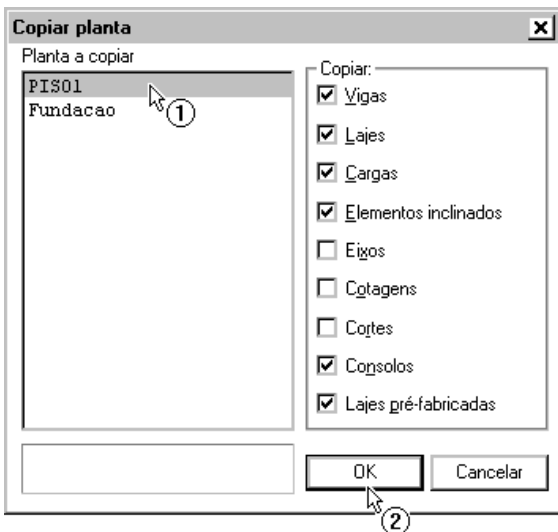 Copiar planta
Planta a copiar
PISO1
Fundacao
1
Copiar:
Vigas
Lajes
Cargas
Elementos inclinados
Eixos
Cotagens
Cortes
Consolos
Lajes pré-fabricadas
OK
Cancelar
2